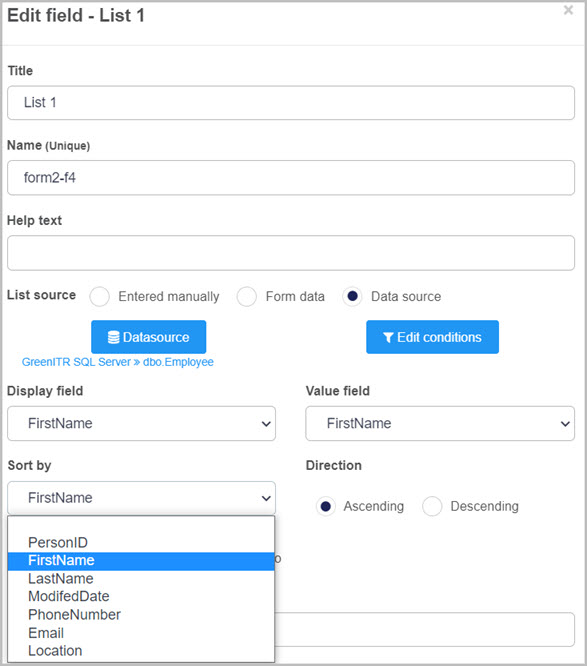 Edit field - List 1
×
Title
List 1
Name (Unique)
form2-f4
Help text
List source Entered manually Form data Data source
Datasource Edit conditions
GreenITR SQL Server » dbo.Employee
Display field Value field
FirstName FirstName
Sort by Direction
FirstName Ascending Descending
PersonID
FirstName
LastName
ModifedDate
PhoneNumber
Email
Location